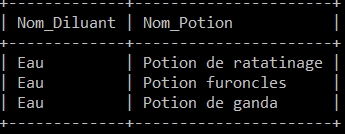 Nom_Diluant | Nom_Potion
Eau | Potion de ratatinage
Eau | Potion furoncles
Eau | Potion de ganda